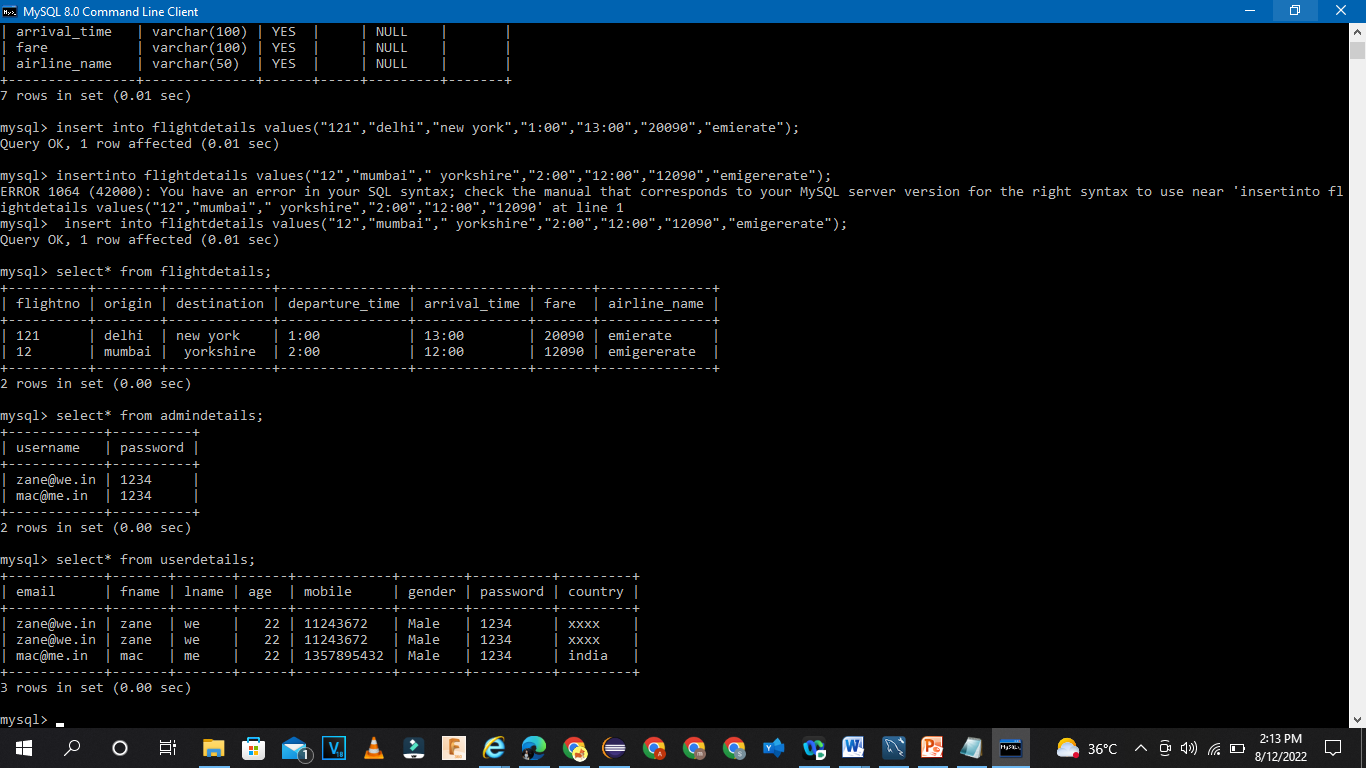 MySQL 8.0 Command Line Client
| arrival_time   | varchar(100) | YES  |     | NULL    |       |
| fare           | varchar(100) | YES  |     | NULL    |       |
| airline_name   | varchar(50)  | YES  |     | NULL    |       |
+----------------+--------------+------+-----+---------+-------+
7 rows in set (0.01 sec)
mysql> insert into flightdetails values("121","delhi","new york","1:00","13:00","20090","emierate");
Query OK, 1 row affected (0.01 sec)
mysql> insertinto flightdetails values("12","mumbai"," yorkshire","2:00","12:00","12090","emigererate");
ERROR 1064 (42000): You have an error in your SQL syntax; check the manual that corresponds to your MySQL server version for the right syntax to use near 'insertinto fl
ightdetails values("12","mumbai"," yorkshire","2:00","12:00","12090' at line 1
mysql>  insert into flightdetails values("12","mumbai"," yorkshire","2:00","12:00","12090","emigererate");
Query OK, 1 row affected (0.01 sec)
mysql> select* from flightdetails;
+----------+--------+-------------+----------------+--------------+-------+--------------+
| flightno | origin | destination | departure_time | arrival_time | fare  | airline_name |
+----------+--------+-------------+----------------+--------------+-------+--------------+
| 121      | delhi  | new york    | 1:00           | 13:00        | 20090 | emierate     |
| 12       | mumbai |  yorkshire  | 2:00           | 12:00        | 12090 | emigererate  |
+----------+--------+-------------+----------------+--------------+-------+--------------+
2 rows in set (0.00 sec)
mysql> select* from admindetails;
+------------+----------+
| username   | password |
+------------+----------+
| zane@we.in | 1234     |
| mac@me.in  | 1234     |
+------------+----------+
2 rows in set (0.00 sec)
mysql> select* from userdetails;
+------------+-------+-------+------+------------+--------+----------+---------+
| email      | fname | lname | age  | mobile     | gender | password | country |
+------------+-------+-------+------+------------+--------+----------+---------+
| zane@we.in | zane  | we    |   22 | 11243672   | Male   | 1234     | xxxx    |
| zane@we.in | zane  | we    |   22 | 11243672   | Male   | 1234     | xxxx    |
| mac@me.in  | mac   | me    |   22 | 1357895432 | Male   | 1234     | india   |
+------------+-------+-------+------+------------+--------+----------+---------+
3 rows in set (0.00 sec)
mysql>
36°C
2:13 PM
8/12/2022